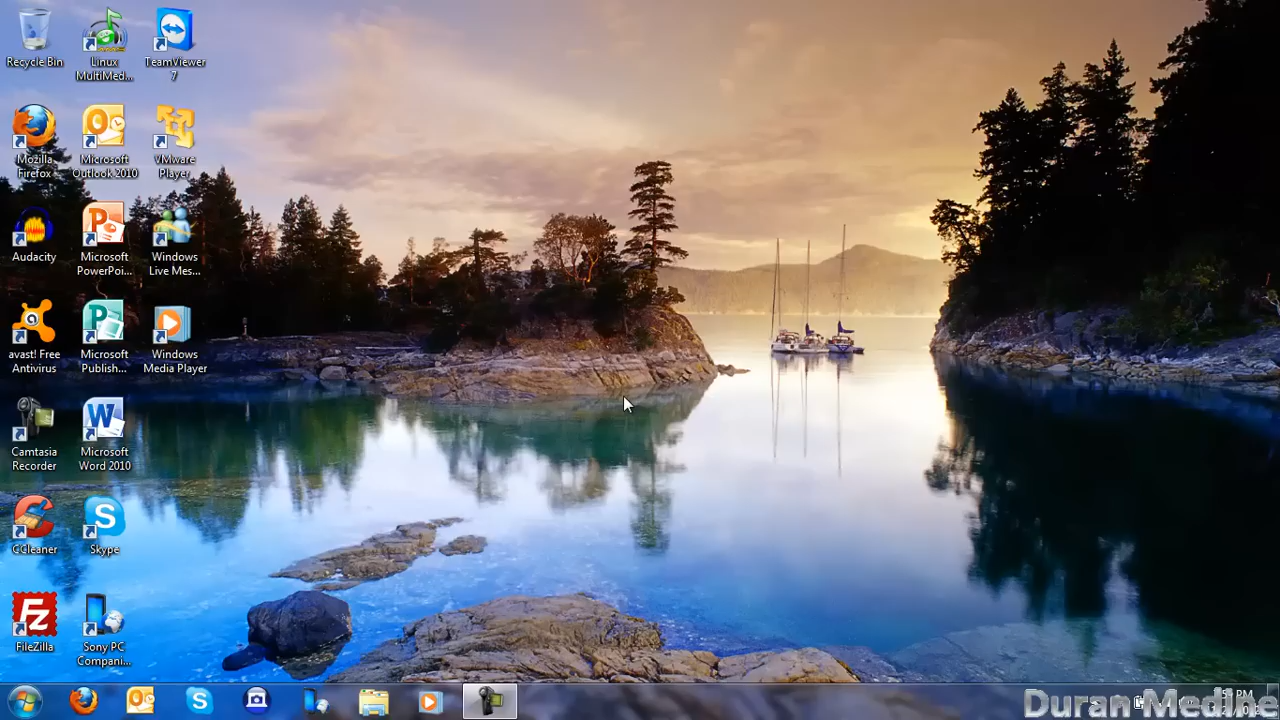 Recycle Bin
Linux
MultiMed...
TeamViewer
7
Mozilla
Firefox
Microsoft
Outlook 2010
VMware
Player
Audacity
Microsoft
PowerPoi...
Windows
Live Mes...
avast! Free
Antivirus
Microsoft
Publish...
Windows
Media Player
Camtasia
Recorder
Microsoft
Word 2010
CCleaner
Skype
FileZilla
Sony PC
Compani...
Duran Medine